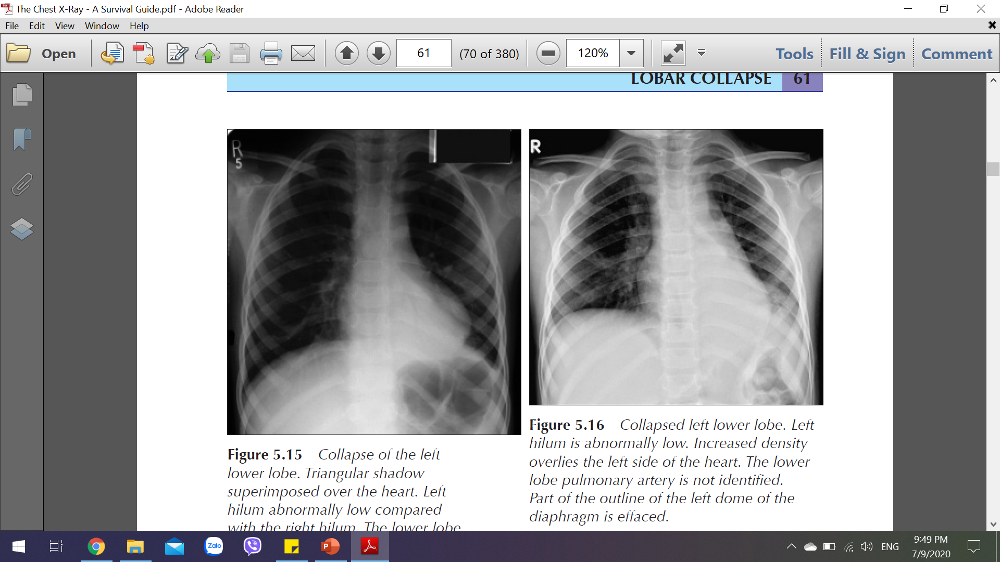 The Chest X-Ray - A Survival Guide.pdf - Adobe Reader
File Edit View Window Help
Open 61 (70 of 380) 120% Tools Fill & Sign Comment
LOBAR COLLAPSE 61
R
5
R
Figure 5.15 Collapse of the left
lower lobe. Triangular shadow
superimposed over the heart. Left
hilum abnormally low compared
with the right hilum. The lower lobe
Figure 5.16 Collapsed left lower lobe. Left
hilum is abnormally low. Increased density
overlies the left side of the heart. The lower
lobe pulmonary artery is not identified.
Part of the outline of the left dome of the
diaphragm is effaced.
Zalo
P
ENG
9:49 PM
7/9/2020